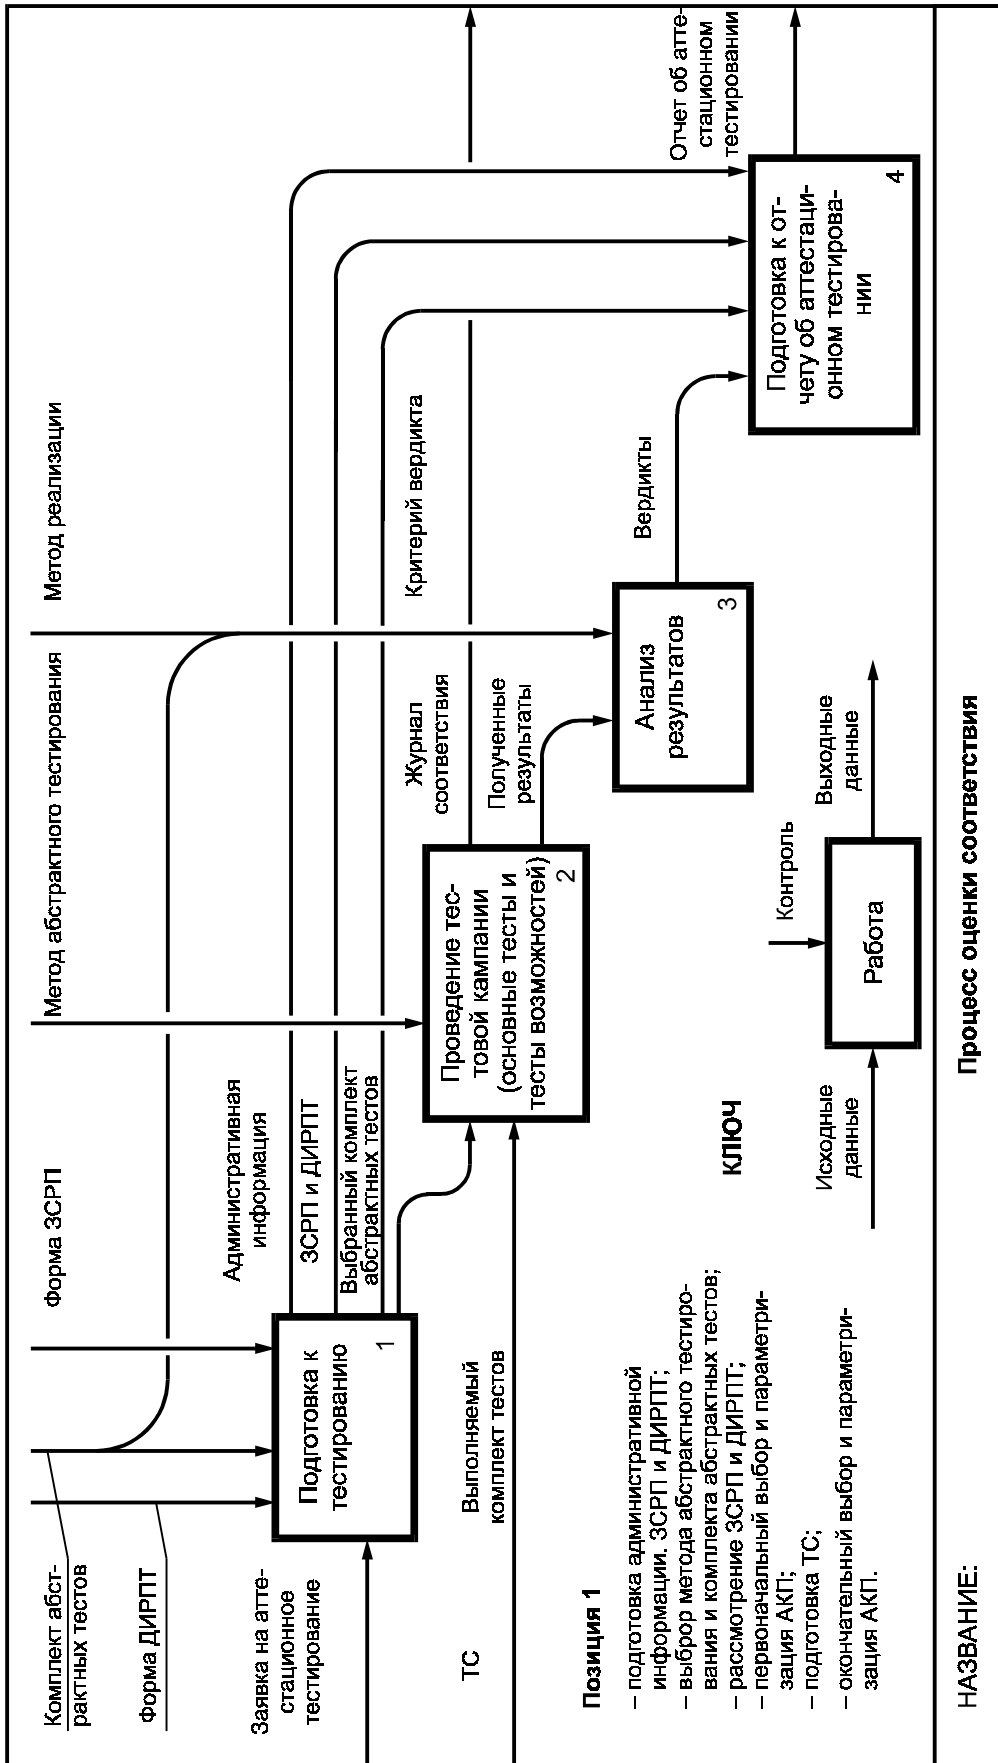 Комплект абст-
рактных тестов
Форма ДИРПТ
Форма ЗСРП
Метод абстрактного тестирования
Метод реализации
Заявка на атте-
стационное
тестирование
Подготовка к
тестированию
1
Административная
информация
ЗСРП и ДИРПТ
Выбранный комплект
абстрактных тестов
ТС
Выполняемый
комплект тестов
Проведение тес-
товой кампании
(основные тесты и
тесты возможностей)
2
Журнал
соответствия
Полученные
результаты
Критерий вердикта
Анализ
результатов
3
Вердикты
Подготовка к от-
чету об аттестаци-
онном тестирова-
нии
4
Отчет об атте-
стационном
тестировании
Позиция 1
– подготовка административной
информации. ЗСРП и ДИРПТ;
– выброр метода абстрактного тестиро-
вания и комплекта абстрактных тестов;
– рассмотрение ЗСРП и ДИРПТ;
– первоначальный выбор и параметри-
зация АКП;
– подготовка ТС;
– окончательный выбор и параметри-
зация АКП.
КЛЮЧ
Исходные
данные
Контроль
Работа
Выходные
данные
НАЗВАНИЕ:
Процесс оценки соответствия